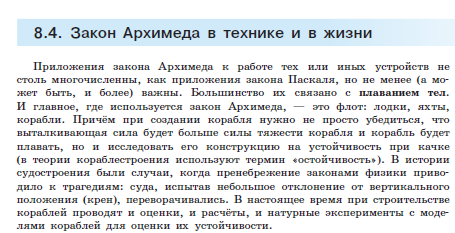 8.4. Закон Архимеда в технике и в жизни
Приложения закона Архимеда к работе тех или иных устройств не
столь многочисленны, как приложения закона Паскаля, но не менее (а мо-
жет быть, и более) важны. Большинство их связано с плаванием тел.
И главное, где используется закон Архимеда, — это флот: лодки, яхты,
корабли. Причём при создании корабля нужно не просто убедиться, что
выталкивающая сила будет больше силы тяжести корабля и корабль будет
плавать, но и исследовать его конструкцию на устойчивость при качке
(в теории кораблестроения используют термин «остойчивость»). В истории
судостроения были случаи, когда пренебрежение законами физики приво-
дило к трагедиям: суда, испытав небольшое отклонение от вертикального
положения (крен), переворачивались. В настоящее время при строительстве
кораблей проводят и оценки, и расчёты, и натурные эксперименты с моде-
лями кораблей для оценки их устойчивости.